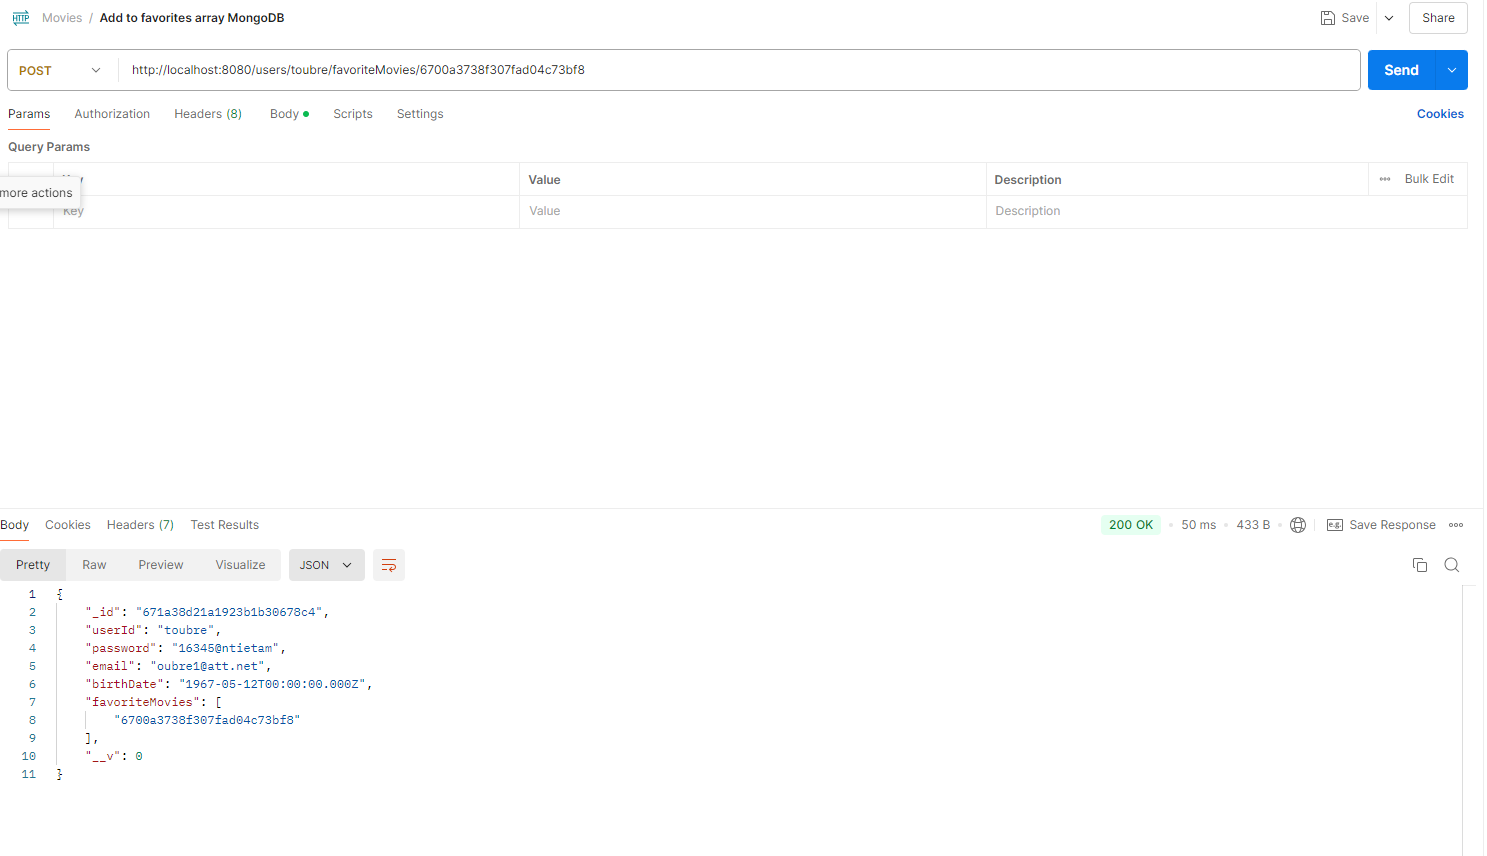 HTTP Movies / Add to favorites array MongoDB Save Share
POST http://localhost:8080/users/toubre/favoriteMovies/6700a3738f307fad04c73bf8 Send
Params Authorization Headers (8) Body Scripts Settings Cookies
Query Params
Value Description Bulk Edit
more actions
Key Value Description
Body Cookies Headers (7) Test Results 200 OK 50 ms 433 B e.g. Save Response
Pretty Raw Preview Visualize JSON
1 {
2 "_id": "671a38d21a1923b1b30678c4",
3 "userId": "toubre",
4 "password": "16345@ntietam",
5 "email": "oubre1@att.net",
6 "birthDate": "1967-05-12T00:00:00.000Z",
7 "favoriteMovies": [
8 "6700a3738f307fad04c73bf8"
9 ],
10 "__v": 0
11 }